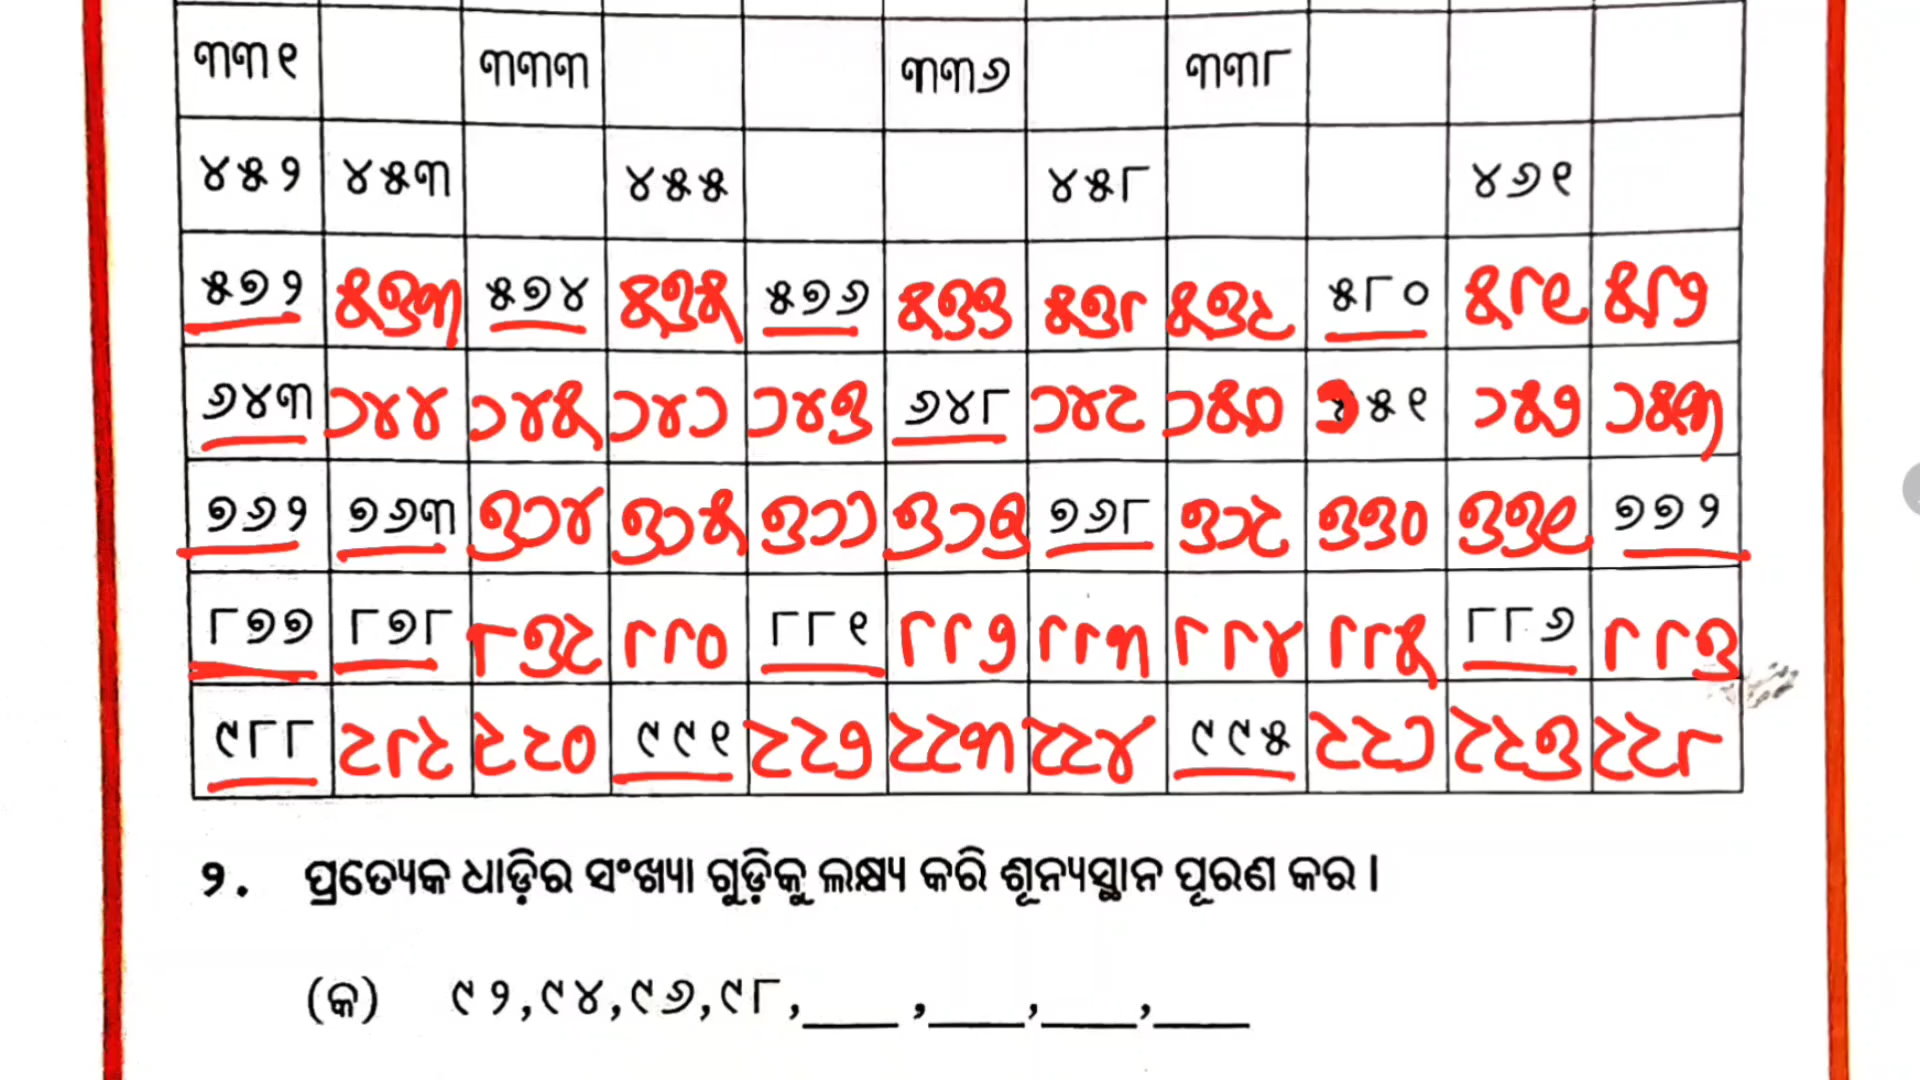 ୩୩୧ ୩୩୩ ୩୩୬ ୩୩୮
୪୫୨ ୪୫୩ ୪୫୫ ୪୫୮ ୪୬୧
୫୭୨ ୫୭୩ ୫୭୪ ୫୭୫ ୫୭୬ ୫୭୭ ୫୭୮ ୫୭୯ ୫୮୦ ୫୮୧ ୫୮୨
୬୪୩ ୬୪୪ ୬୪୫ ୬୪୬ ୬୪୭ ୬୪୮ ୬୪୯ ୬୫୦ ୬୫୧ ୬୫୨ ୬୫୩
୭୬୨ ୭୬୩ ୭୬୪ ୭୬୫ ୭୬୬ ୭୬୭ ୭୬୮ ୭୬୯ ୭୭୦ ୭୭୧ ୭୭୨
୮୭୭ ୮୭୮ ୮୭୯ ୮୮୦ ୮୮୧ ୮୮୨ ୮୮୩ ୮୮୪ ୮୮୫ ୮୮୬ ୮୮୭
୯୮୮ ୯୮୯ ୯୯୦ ୯୯୧ ୯୯୨ ୯୯୩ ୯୯୪ ୯୯୫ ୯୯୬ ୯୯୭ ୯୯୮
୨. ପ୍ରତ୍ୟେକ ଧାଡ଼ିର ସଂଖ୍ୟା ଗୁଡ଼ିକୁ ଲକ୍ଷ୍ୟ କରି ଶୂନ୍ୟସ୍ଥାନ ପୂରଣ କର ।
(କ) ୯୨,୯୪,୯୬,୯୮,____ ,____,____,____